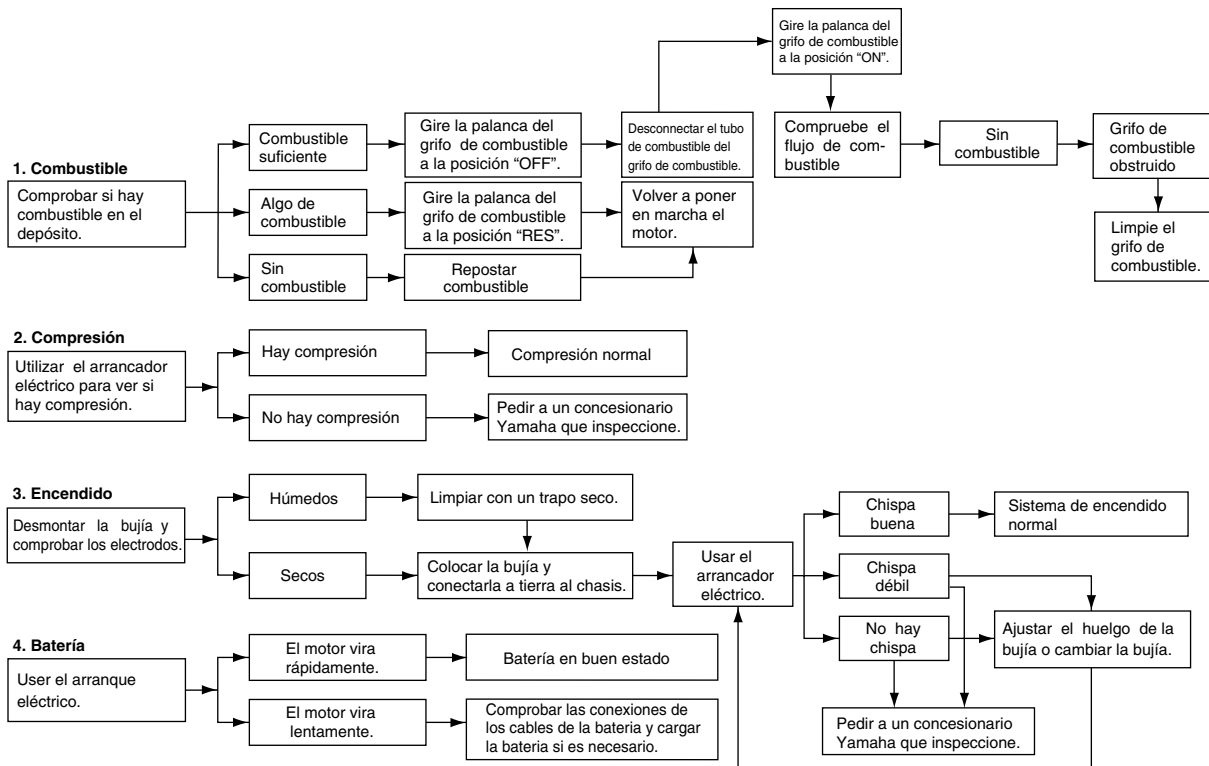 1. Combustible
Comprobar si hay
combustible en el
depósito.
Combustible
suficiente
Gire la palanca del
grifo de combustible
a la posición “OFF”.
Desconnectar el tubo
de combustible del
grifo de combustible.
Gire la palanca del
grifo de combustible
a la posición “ON”.
Compruebe el
flujo de com-
bustible
Sin
combustible
Grifo de
combustible
obstruido
Limpie el
grifo de
combustible.
Algo de
combustible
Gire la palanca del
grifo de combustible
a la posición “RES”.
Volver a poner
en marcha el
motor.
Sin
combustible
Repostar
combustible
2. Compresión
Utilizar el arrancador
eléctrico para ver si
hay compresión.
Hay compresión
Compresión normal
No hay compresión
Pedir a un concesionario
Yamaha que inspeccione.
3. Encendido
Desmontar la bujía y
comprobar los electrodos.
Húmedos
Limpiar con un trapo seco.
Secos
Colocar la bujía y
conectarla a tierra al chasis.
Usar el
arrancador
eléctrico.
Chispa
buena
Sistema de encendido
normal
Chispa
débil
No hay
chispa
Ajustar el huelgo de la
bujía o cambiar la bujía.
Pedir a un concesionario
Yamaha que inspeccione.
4. Batería
User el arranque
eléctrico.
El motor vira
rápidamente.
Batería en buen estado
El motor vira
lentamente.
Comprobar las conexiones de
los cables de la bateria y cargar
la bateria si es necesario.